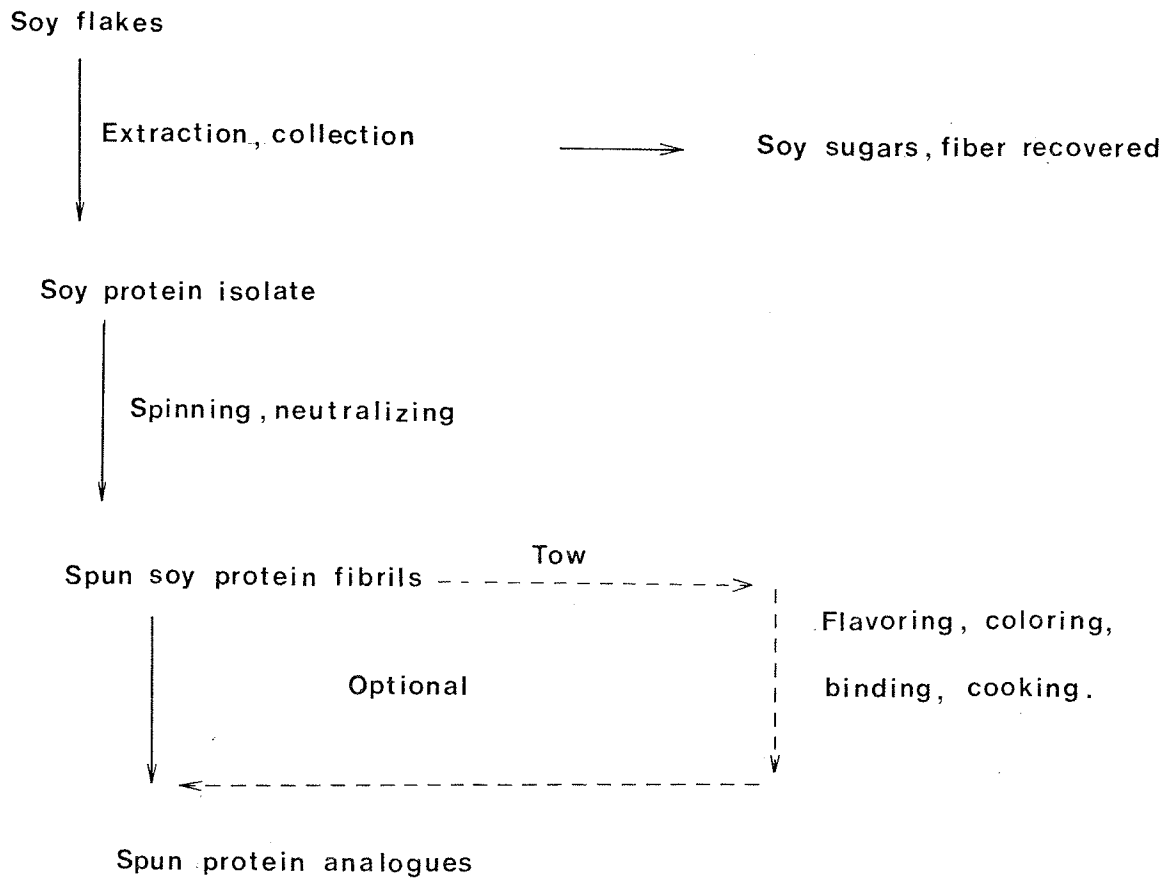 Soy flakes
Extraction, collection
Soy sugars, fiber recovered
Soy protein isolate
Spinning, neutralizing
Tow
Spun soy protein fibrils
Flavoring, coloring,
Optional
binding, cooking.
Spun protein analogues